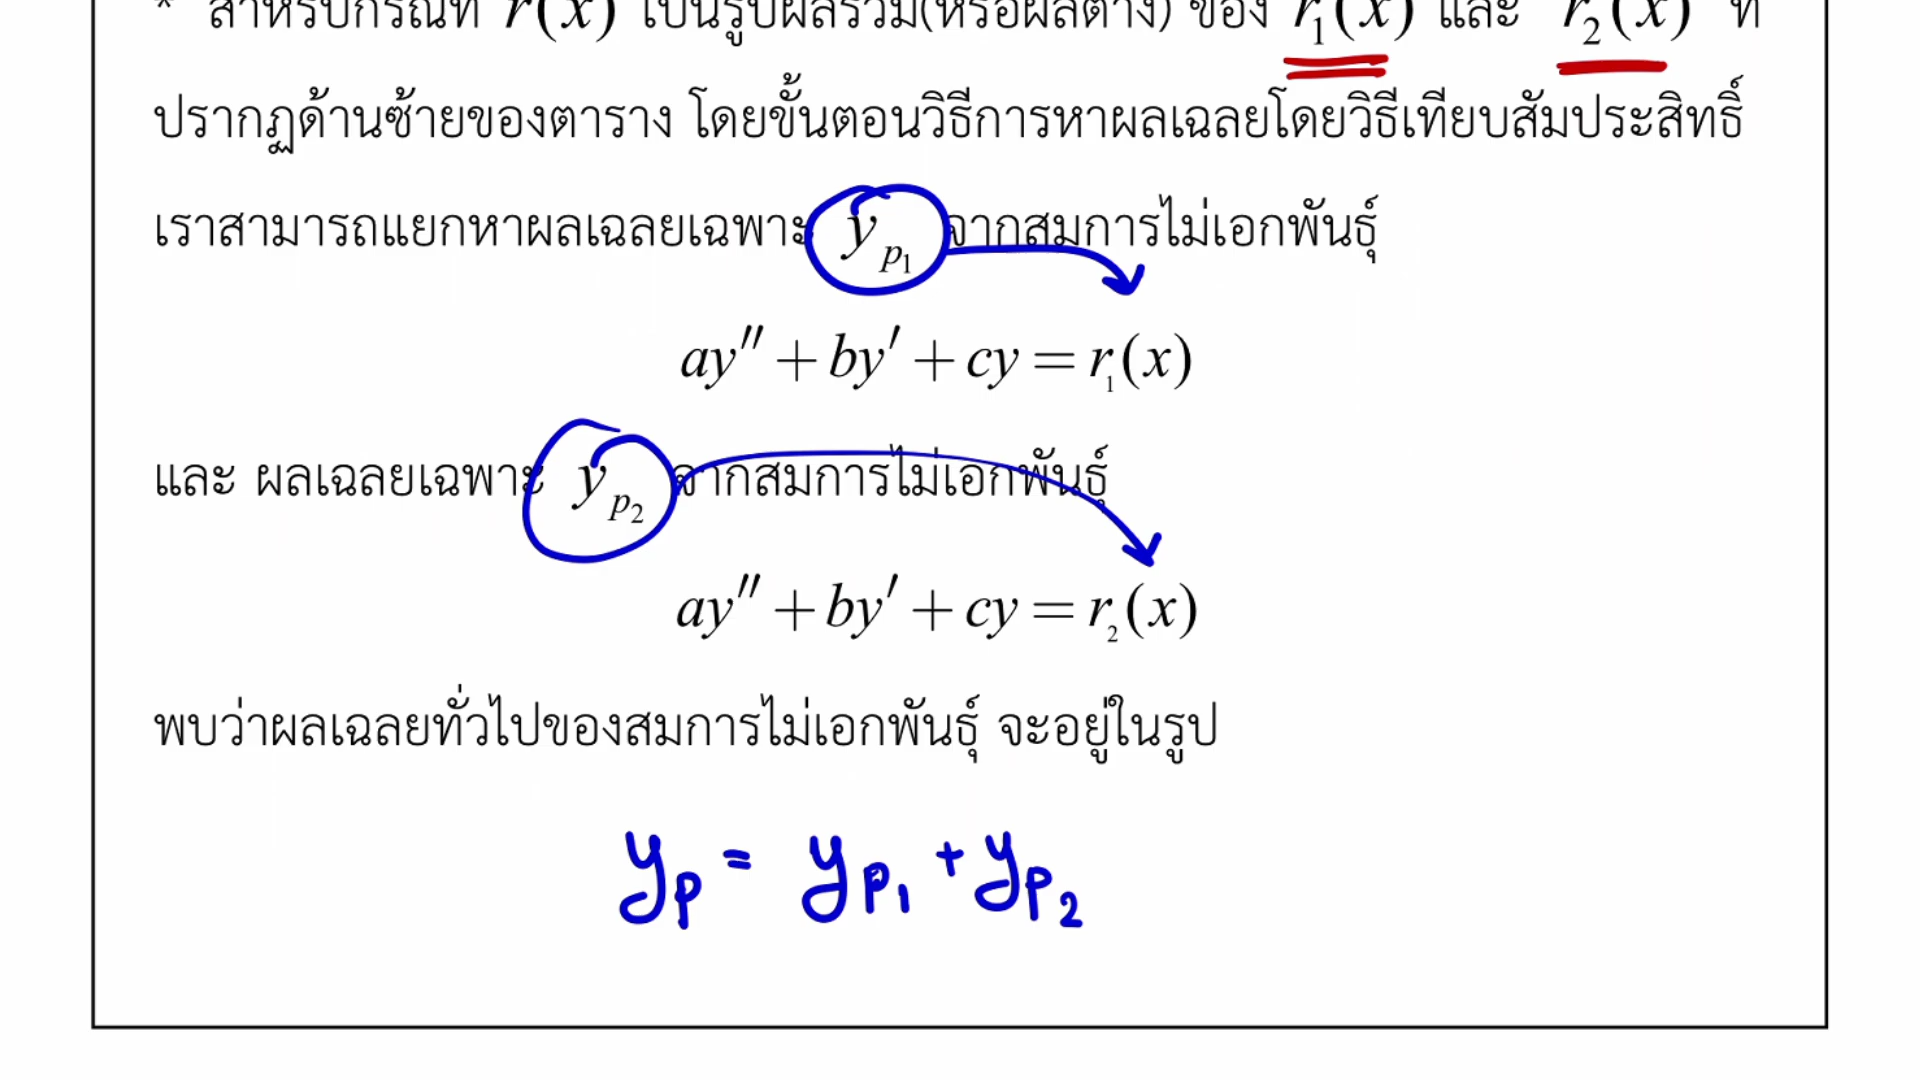 * สำหรับกรณีที่ r(x) เป็นรูปผลรวม(หรือผลต่าง) ของ r₁(x) และ r₂(x) ที่
ปรากฏด้านซ้ายของตาราง โดยขั้นตอนวิธีการหาผลเฉลยโดยวิธีเทียบสัมประสิทธิ์
เราสามารถแยกหาผลเฉลยเฉพาะ y_{p₁} จากสมการไม่เอกพันธุ์
ay″ + by′ + cy = r₁(x)
และ ผลเฉลยเฉพาะ y_{p₂} จากสมการไม่เอกพันธุ์
ay″ + by′ + cy = r₂(x)
พบว่าผลเฉลยทั่วไปของสมการไม่เอกพันธุ์ จะอยู่ในรูป
y_p = y_{p₁} + y_{p₂}